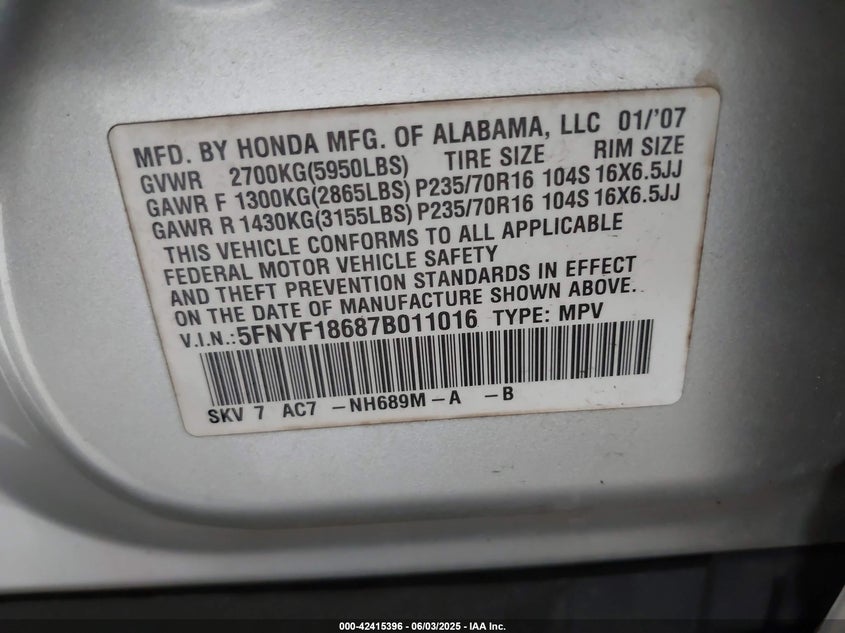 MFD. BY HONDA MFG. OF ALABAMA, LLC 01/'07
GVWR 2700KG(5950LBS) TIRE SIZE RIM SIZE
GAWR F 1300KG(2865LBS) P235/70R16 104S 16X6.5JJ
GAWR R 1430KG(3155LBS) P235/70R16 104S 16X6.5JJ
THIS VEHICLE CONFORMS TO ALL APPLICABLE
FEDERAL MOTOR VEHICLE SAFETY
AND THEFT PREVENTION STANDARDS IN EFFECT
ON THE DATE OF MANUFACTURE SHOWN ABOVE.
V.I.N.:5FNYF18687B011016 TYPE: MPV
SKV 7 AC7 -NH689M-A -B
000-42415396 - 06/03/2025 - IAA Inc.